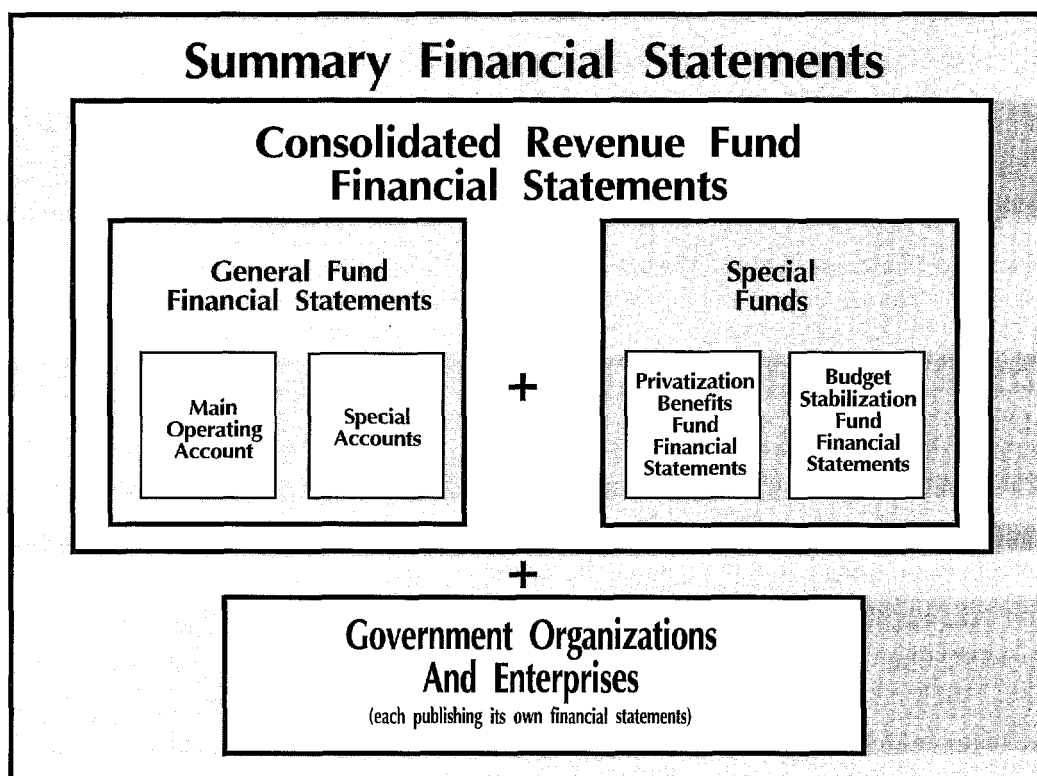 Summary Financial Statements
Consolidated Revenue Fund
Financial Statements
General Fund
Financial Statements
Main
Operating
Account
Special
Accounts
+
Special
Funds
Privatization
Benefits
Fund
Financial
Statements
Budget
Stabilization
Fund
Financial
Statements
+
Government Organizations
And Enterprises
(each publishing its own financial statements)